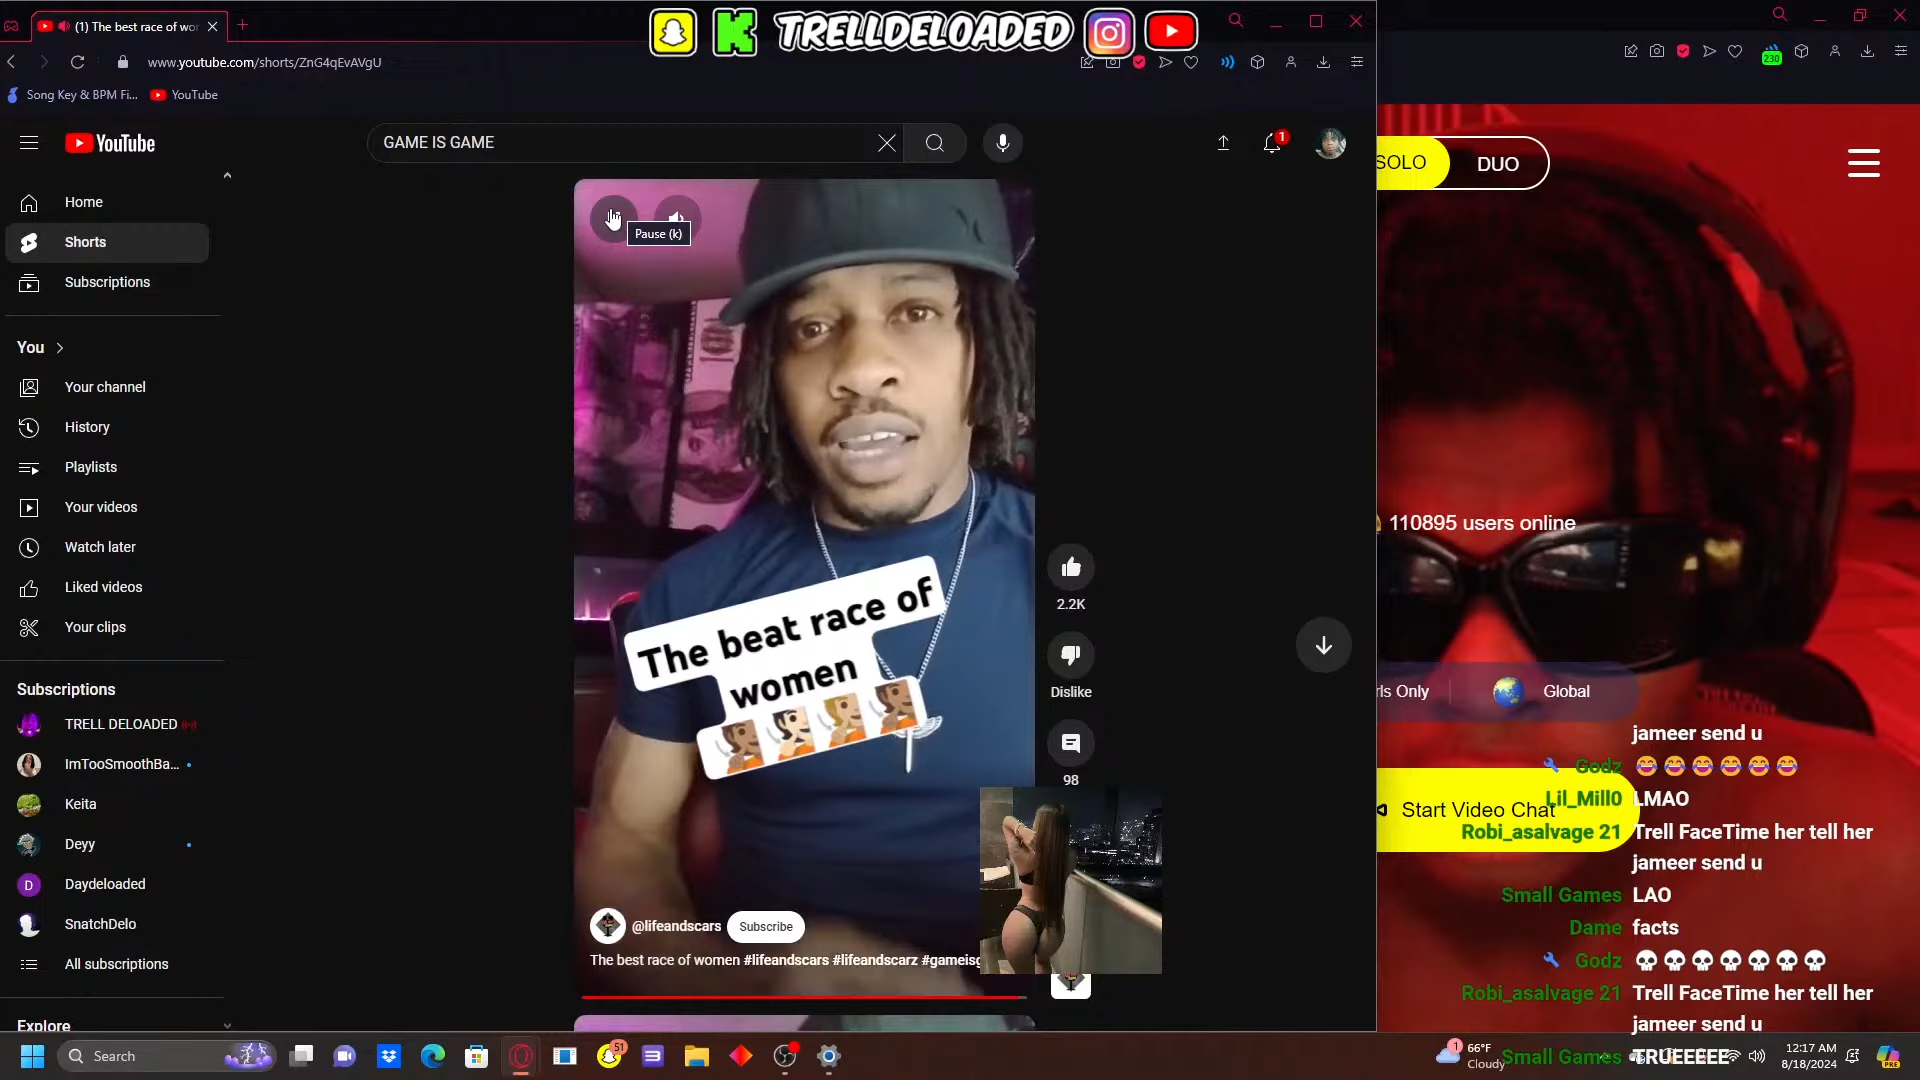 (1) The best race of wor
TRELLDELOADED
www.youtube.com/shorts/ZnG4qEvAVgU
230
Song Key & BPM Fi...
YouTube
YouTube
GAME IS GAME
1
SOLO
DUO
Home
Shorts
Subscriptions
Pause (k)
You
Your channel
History
Playlists
Your videos
Watch later
Liked videos
Your clips
Subscriptions
TRELL DELOADED
ImTooSmoothBa...
Keita
Deyy
D
Daydeloaded
SnatchDelo
All subscriptions
Explore
The beat race of
women
2.2K
Dislike
98
@lifeandscars
Subscribe
The best race of women #lifeandscars #lifeandscarz #gameisg
110895 users online
rls Only
Global
Start Video Chat
jameer send u
Godz
Lil_Mill0 LMAO
Robi_asalvage 21 Trell FaceTime her tell her
jameer send u
Small Games LAO
Dame facts
Godz
Robi_asalvage 21 Trell FaceTime her tell her
jameer send u
Small Games TRUEEEEE
Search
51
1
66°F
Cloudy
12:17 AM
8/18/2024
PRE